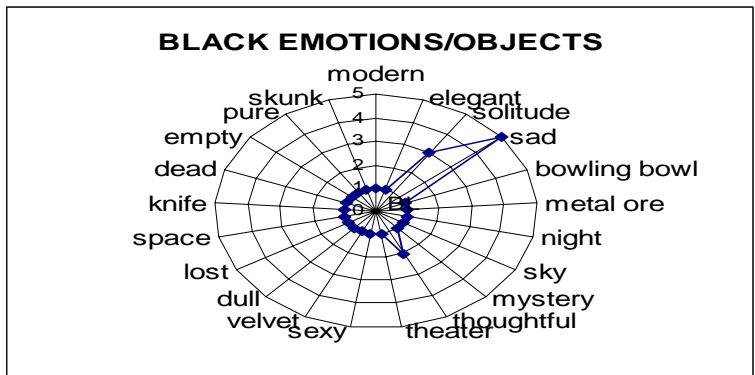 BLACK EMOTIONS/OBJECTS
modern
skunk
elegant
pure
solitude
empty
sad
dead
bowling bowl
knife
metal ore
space
night
lost
sky
dull
mystery
velvet
thoughtful
sexy
theater
5
4
3
2
1
0